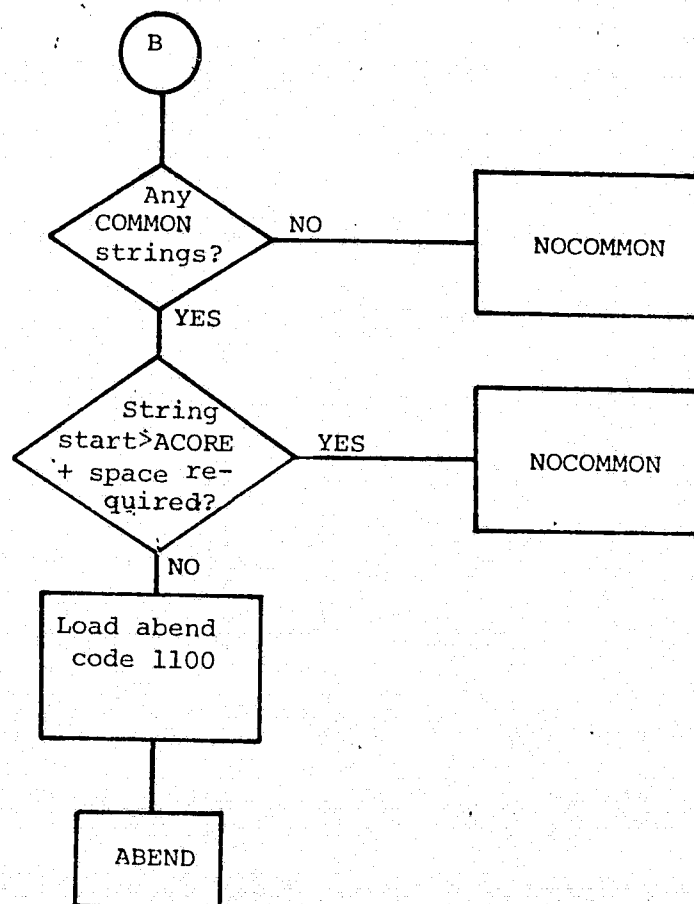 B
Any
COMMON
strings?
NO
NOCOMMON
YES
String
start>ACORE
+ space re-
quired?
YES
NOCOMMON
NO
Load abend
code 1100
ABEND